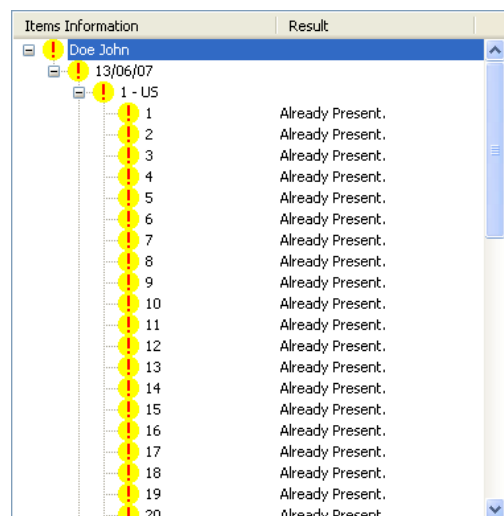 Items Information Result
Doe John
13/06/07
1 - US
1 Already Present.
2 Already Present.
3 Already Present.
4 Already Present.
5 Already Present.
6 Already Present.
7 Already Present.
8 Already Present.
9 Already Present.
10 Already Present.
11 Already Present.
12 Already Present.
13 Already Present.
14 Already Present.
15 Already Present.
16 Already Present.
17 Already Present.
18 Already Present.
19 Already Present.
20 Already Present.